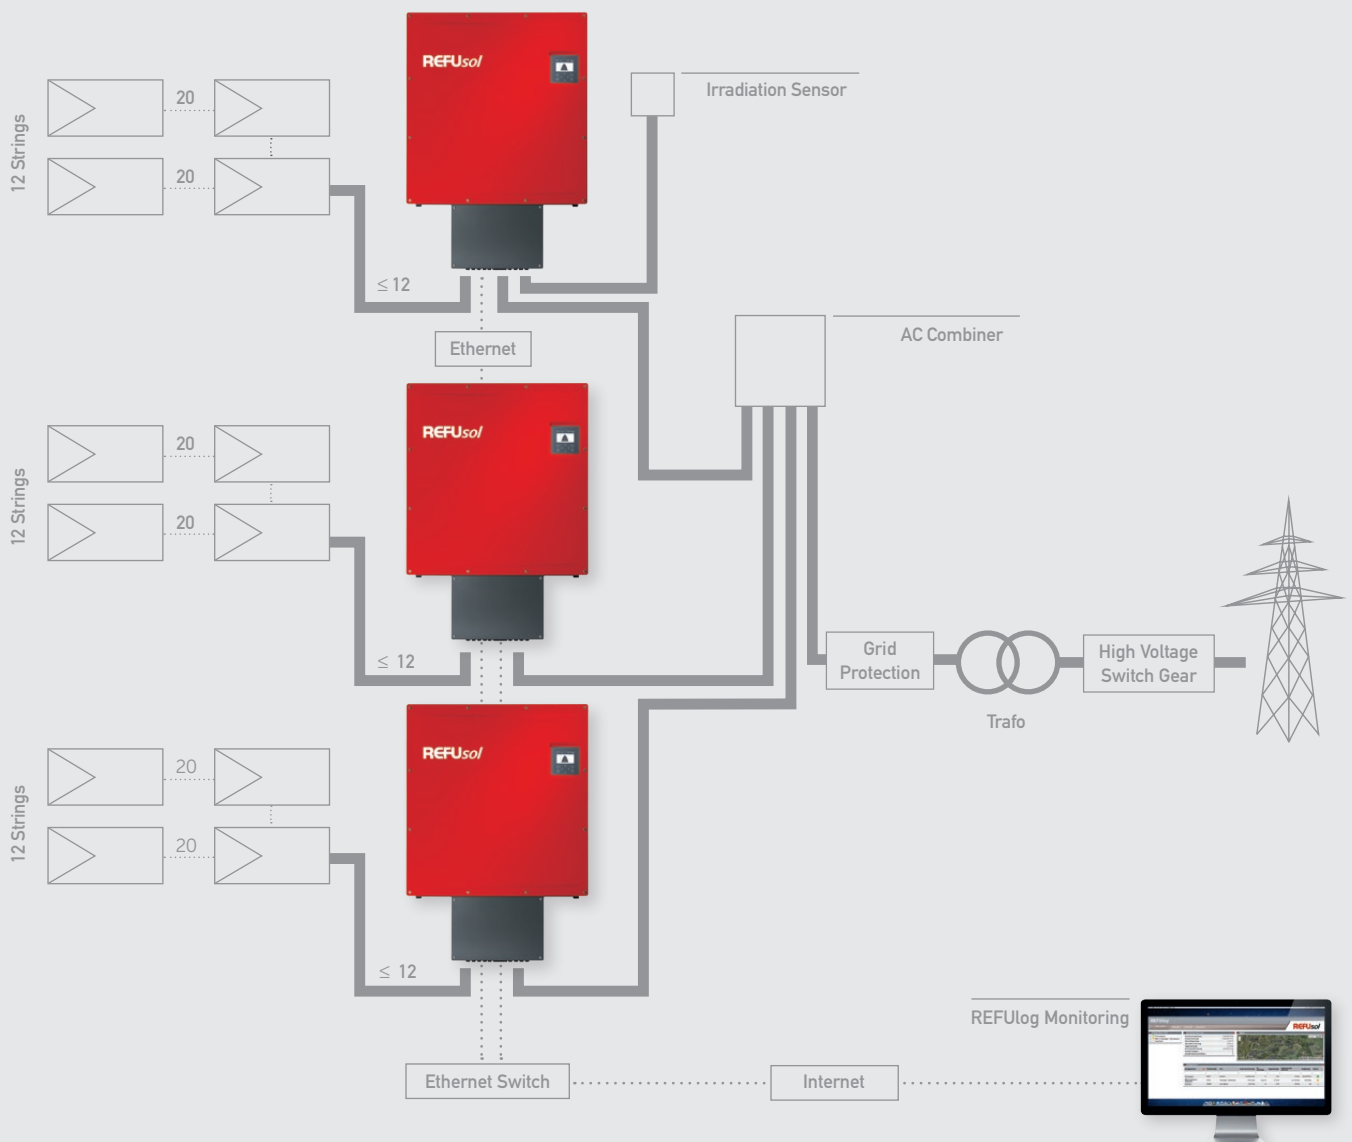 REFUsol
Irradiation Sensor
20
20
12 Strings
≤ 12
Ethernet
AC Combiner
REFUsol
20
20
12 Strings
≤ 12
Grid
Protection
High Voltage
Switch Gear
Trafo
REFUsol
20
20
12 Strings
≤ 12
REFUlog Monitoring
REFUsol
Ethernet Switch
Internet